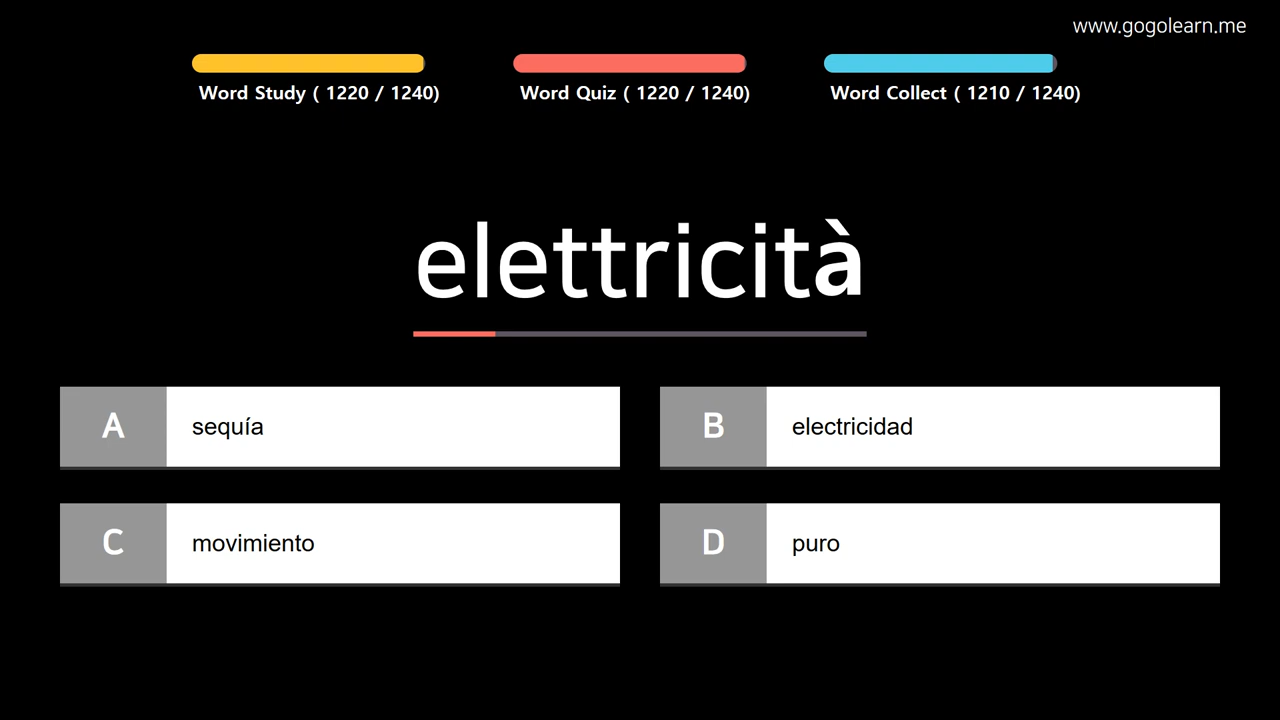 www.gogolearn.me
Word Study ( 1220 / 1240)
Word Quiz ( 1220 / 1240)
Word Collect ( 1210 / 1240)
elettricità
A sequía
B electricidad
C movimiento
D puro